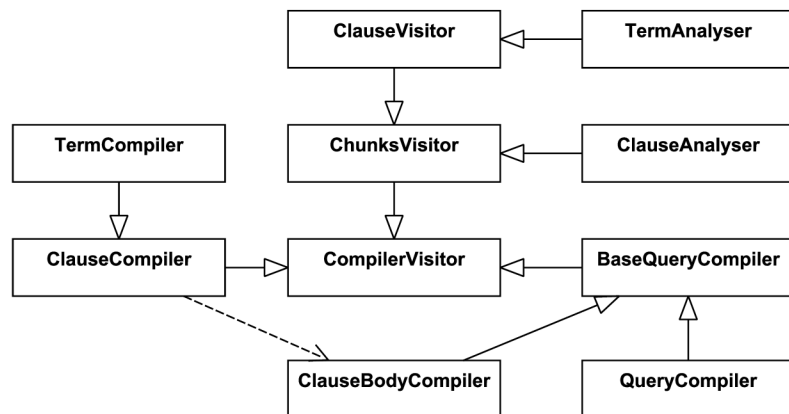 ClauseVisitor
TermAnalyser
TermCompiler
ChunksVisitor
ClauseAnalyser
ClauseCompiler
CompilerVisitor
BaseQueryCompiler
ClauseBodyCompiler
QueryCompiler